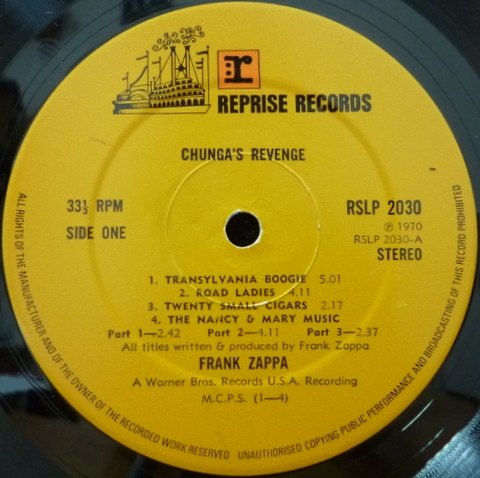 r
REPRISE RECORDS
CHUNGA'S REVENGE
33⅓ RPM
SIDE ONE
RSLP 2030
Ⓟ 1970
RSLP 2030-A
STEREO
1. TRANSYLVANIA BOOGIE 5.01
2. ROAD LADIES 4.11
3. TWENTY SMALL CIGARS 2.17
4. THE NANCY & MARY MUSIC
Part 1—2.42 Part 2—4.11 Part 3—2.37
All titles written & produced by Frank Zappa
FRANK ZAPPA
A Warner Bros. Records U.S.A. Recording
M.C.P.S. (1—4)
ALL RIGHTS OF THE MANUFACTURER AND OF THE OWNER OF THE RECORDED WORK RESERVED UNAUTHORISED COPYING PUBLIC PERFORMANCE AND BROADCASTING OF THIS RECORD PROHIBITED